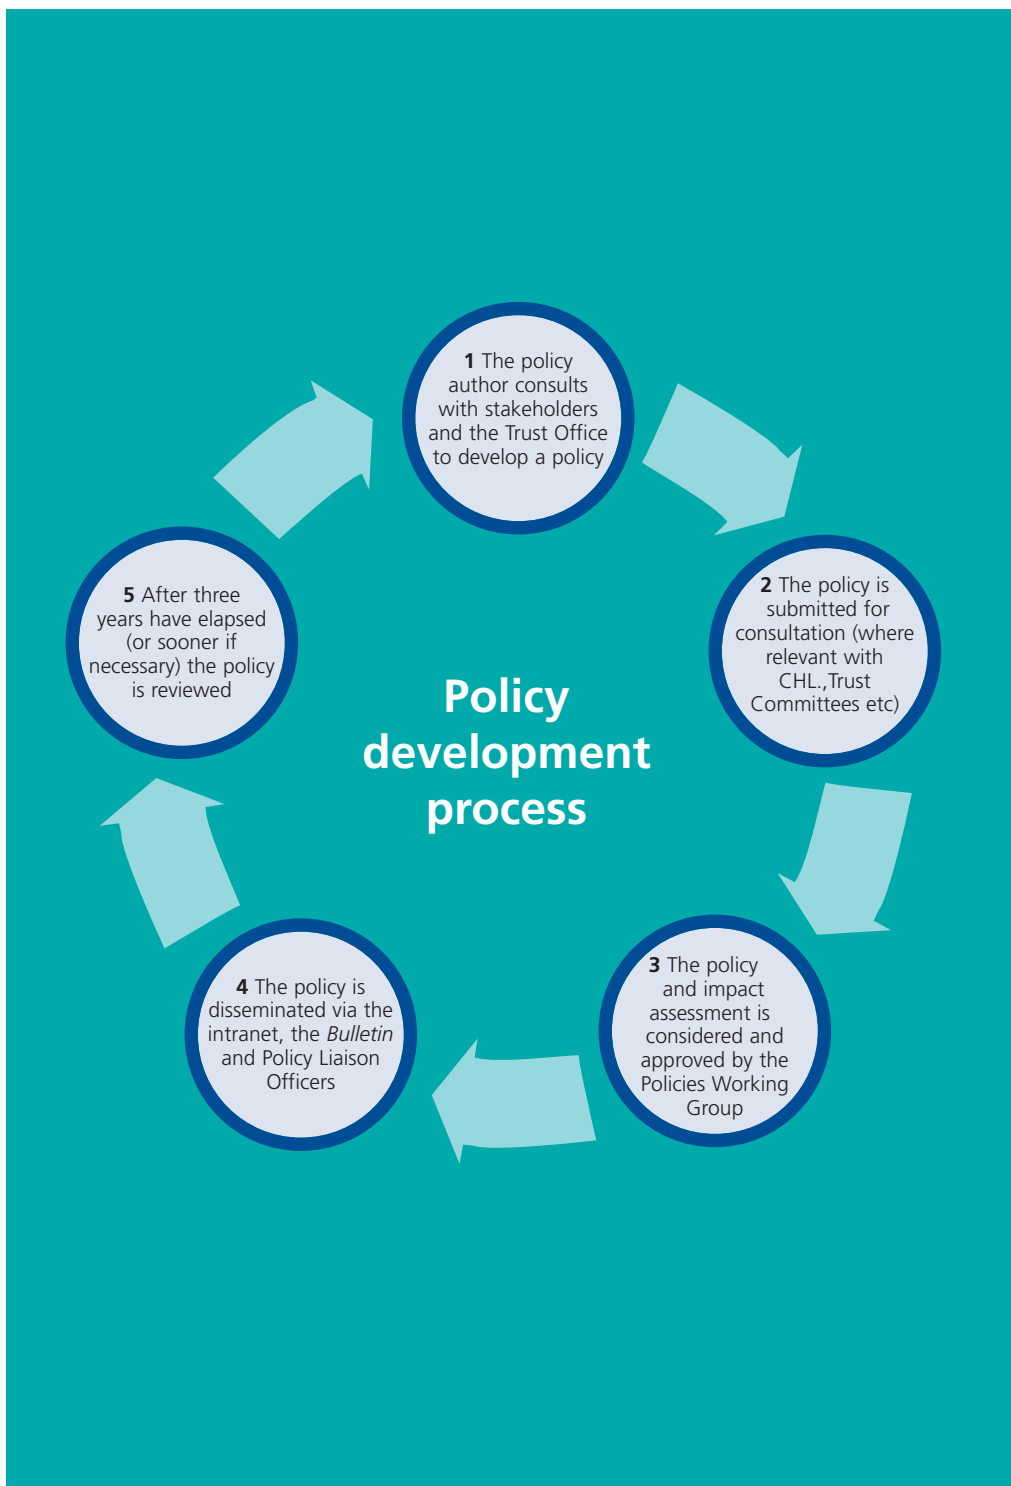 1 The policy
author consults
with stakeholders
and the Trust Office
to develop a policy
2 The policy is
submitted for
consultation (where
relevant with
CHL.,Trust
Committees etc)
3 The policy
and impact
assessment is
considered and
approved by the
Policies Working
Group
4 The policy is
disseminated via the
intranet, the Bulletin
and Policy Liaison
Officers
5 After three
years have elapsed
(or sooner if
necessary) the policy
is reviewed
Policy
development
process